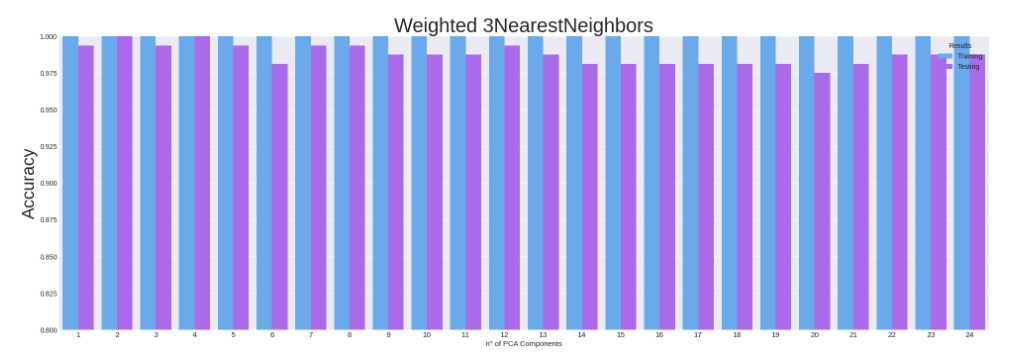 Weighted 3NearestNeighbors
Results
Training
Testing
Accuracy
1.000
0.975
0.950
0.925
0.900
0.875
0.850
0.825
0.800
1 2 3 4 5 6 7 8 9 10 11 12 13 14 15 16 17 18 19 20 21 22 23 24
n° of PCA Components